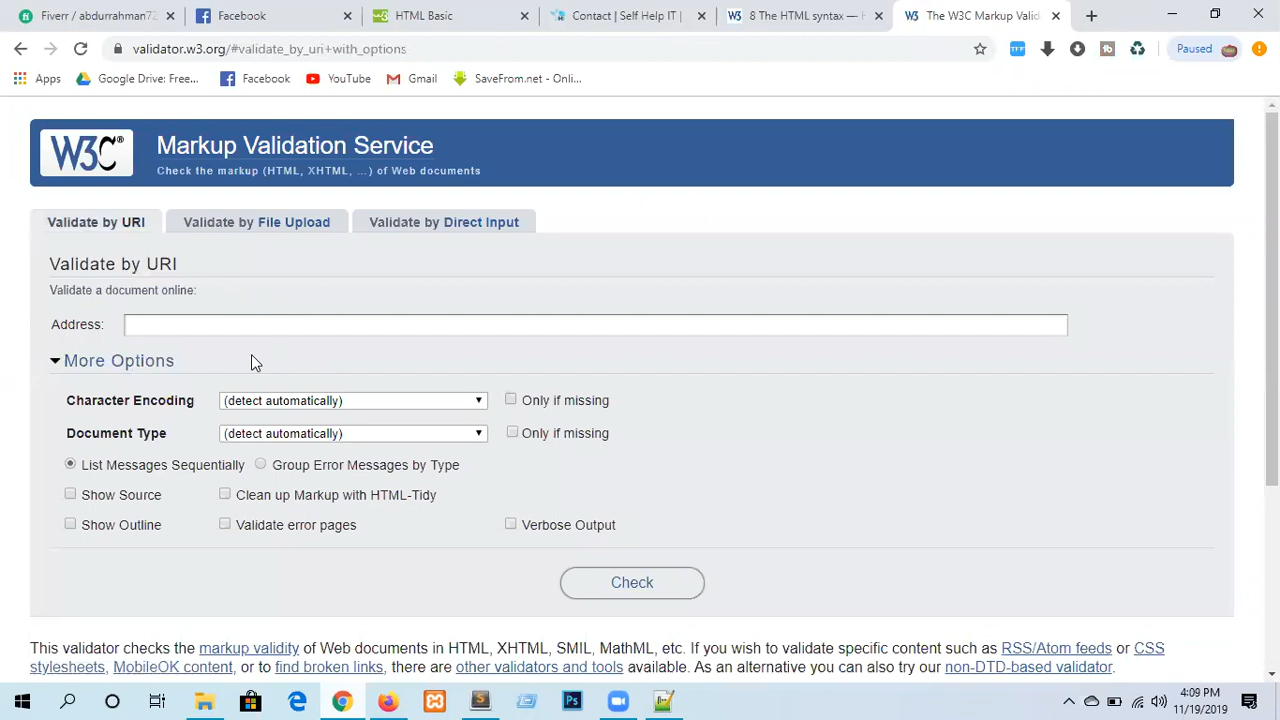 Fiverr / abdurrahman72
Facebook
HTML Basic
Contact | Self Help IT |
8 The HTML syntax — H
The W3C Markup Valid
validator.w3.org/#validate_by_uri+with_options
Paused
Apps
Google Drive: Free...
Facebook
YouTube
Gmail
SaveFrom.net - Onli...
W3C®
Markup Validation Service
Check the markup (HTML, XHTML, …) of Web documents
Validate by URI
Validate by File Upload
Validate by Direct Input
Validate by URI
Validate a document online:
Address:
More Options
Character Encoding (detect automatically) Only if missing
Document Type (detect automatically) Only if missing
List Messages Sequentially Group Error Messages by Type
Show Source Clean up Markup with HTML-Tidy
Show Outline Validate error pages Verbose Output
Check
This validator checks the markup validity of Web documents in HTML, XHTML, SMIL, MathML, etc. If you wish to validate specific content such as RSS/Atom feeds or CSS
stylesheets, MobileOK content, or to find broken links, there are other validators and tools available. As an alternative you can also try our non-DTD-based validator.
4:09 PM
11/19/2019